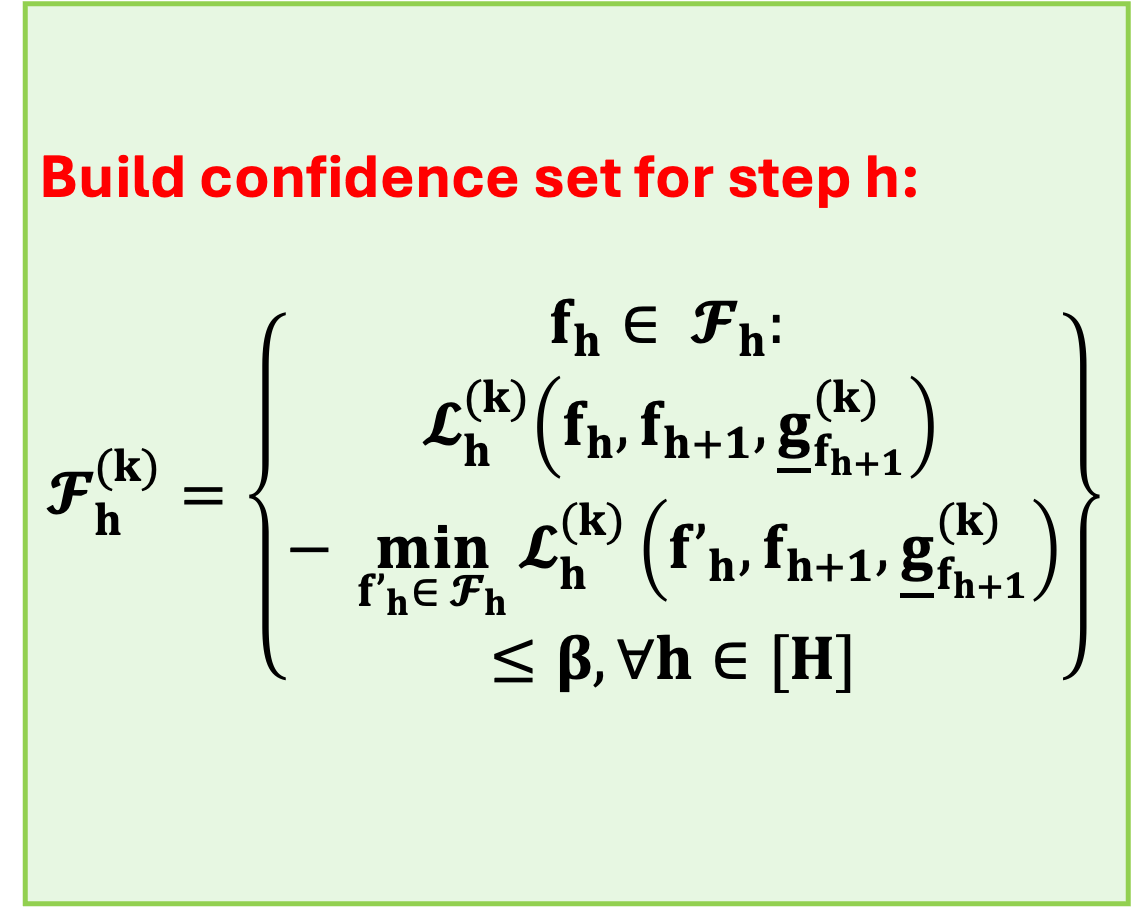 Build confidence set for step h:
f_h ∈ ℱ_h:
ℒ_h^(k)(f_h, f_{h+1}, g̲_{f_{h+1}}^(k))
ℱ_h^(k) = {
− min_{f’_h ∈ ℱ_h} ℒ_h^(k)(f’_h, f_{h+1}, g̲_{f_{h+1}}^(k))
≤ β, ∀h ∈ [H] }